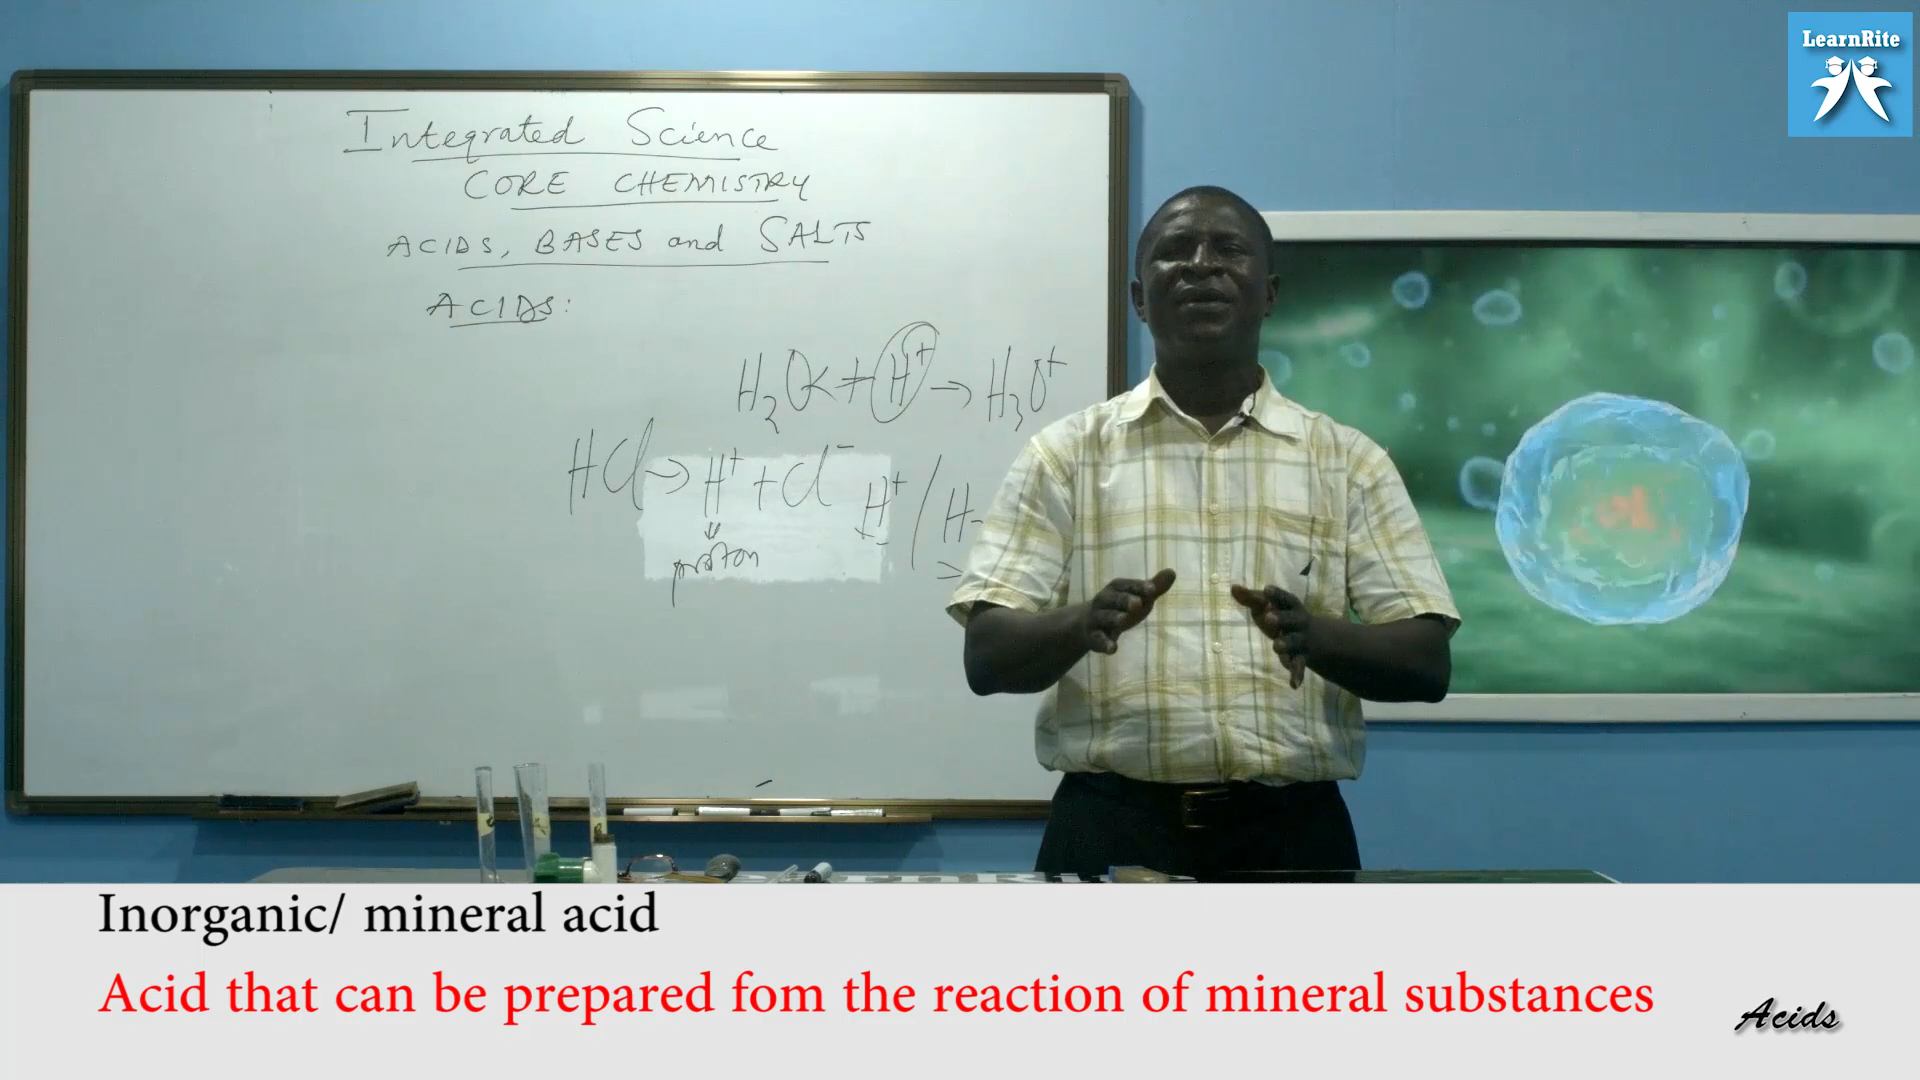 LearnRite
Integrated Science
CORE CHEMISTRY
ACIDS, BASES and SALTS
ACIDS:
H₂O + H⁺ → H₃O⁺
HCl → H⁺ + Cl⁻
H⁺ / H
proton
Inorganic/ mineral acid
Acid that can be prepared fom the reaction of mineral substances
Acids